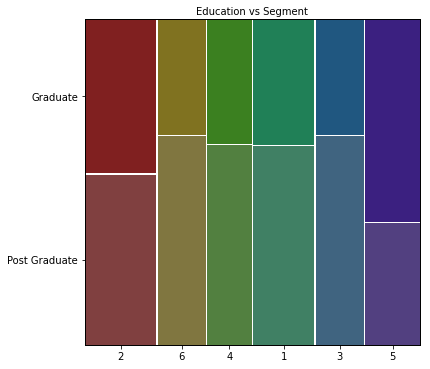 Education vs Segment
Graduate
Post Graduate
2 6 4 1 3 5